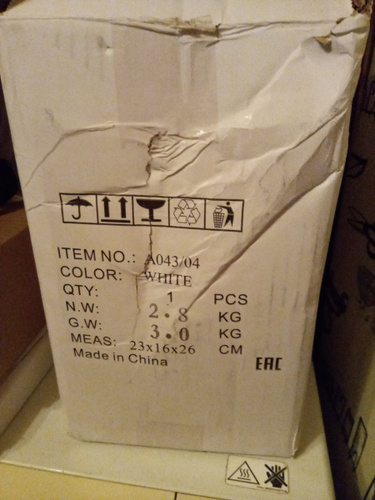 ITEM NO.: A043/04
COLOR: WHITE
QTY: 1 PCS
N.W: 2.8 KG
G.W: 3.0 KG
MEAS: 23x16x26 CM
Made in China
EAC